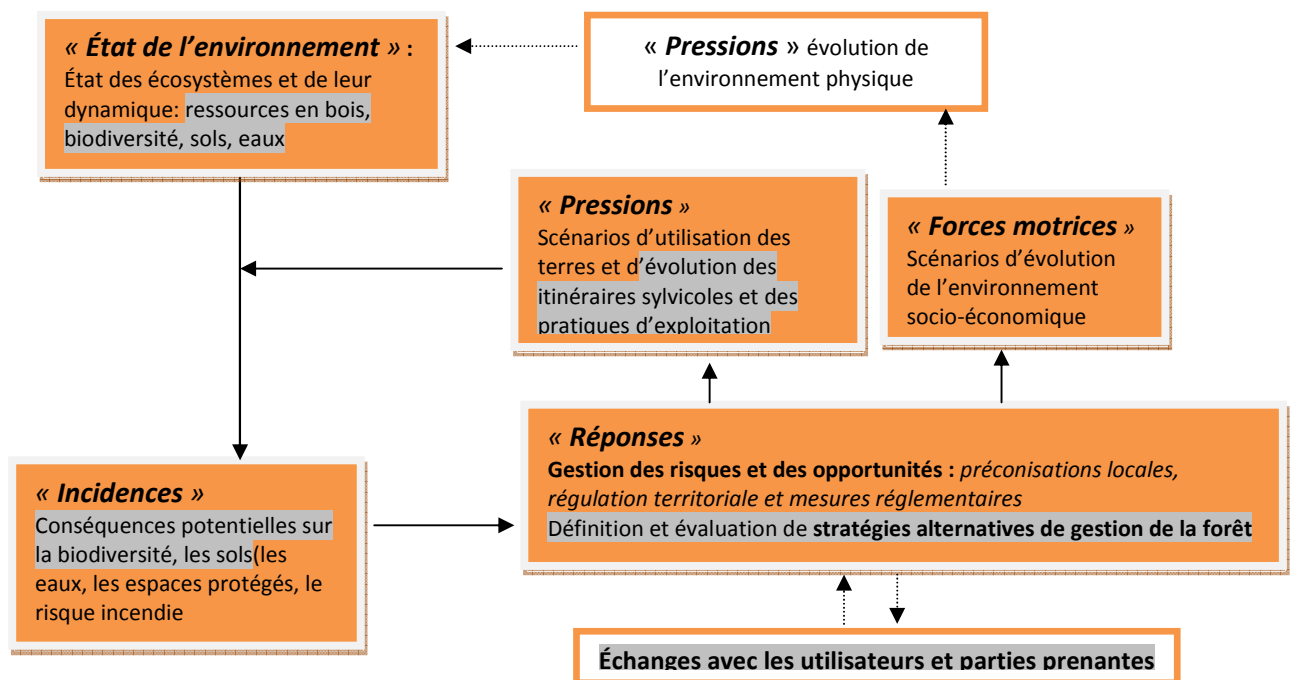 « État de l’environnement » :
État des écosystèmes et de leur
dynamique: ressources en bois,
biodiversité, sols, eaux
« Pressions » évolution de
l’environnement physique
« Pressions »
Scénarios d’utilisation des
terres et d’évolution des
itinéraires sylvicoles et des
pratiques d’exploitation
« Forces motrices »
Scénarios d’évolution
de l’environnement
socio-économique
« Incidences »
Conséquences potentielles sur
la biodiversité, les sols(les
eaux, les espaces protégés, le
risque incendie
« Réponses »
Gestion des risques et des opportunités : préconisations locales,
régulation territoriale et mesures réglementaires
Définition et évaluation de stratégies alternatives de gestion de la forêt
Échanges avec les utilisateurs et parties prenantes